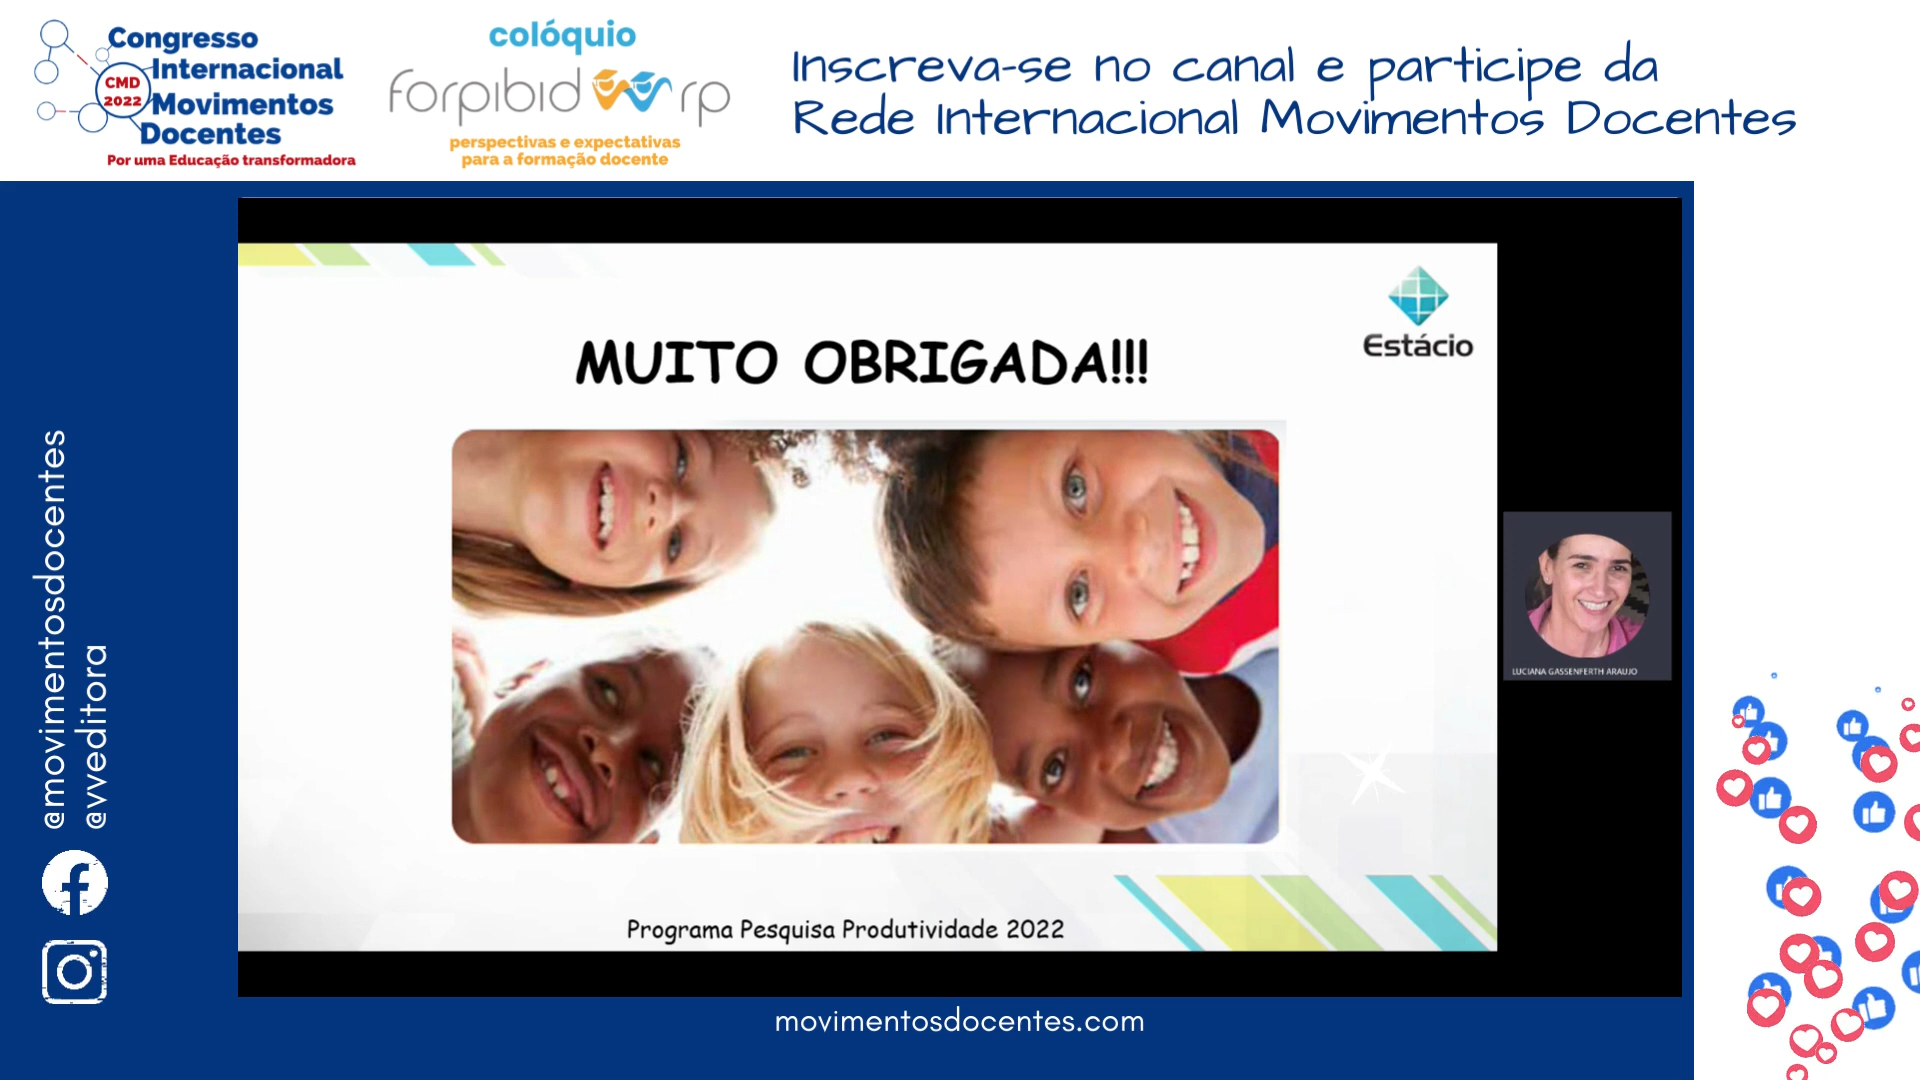 Congresso
Internacional
CMD
2022
Movimentos
Docentes
Por uma Educação transformadora
colóquio
forpibid rp
perspectivas e expectativas
para a formação docente
Inscreva-se no canal e participe da
Rede Internacional Movimentos Docentes
Estácio
MUITO OBRIGADA!!!
LUCIANA GASSENFERTH ARAUJO
Programa Pesquisa Produtividade 2022
@movimentosdocentes
@vveditora
movimentosdocentes.com